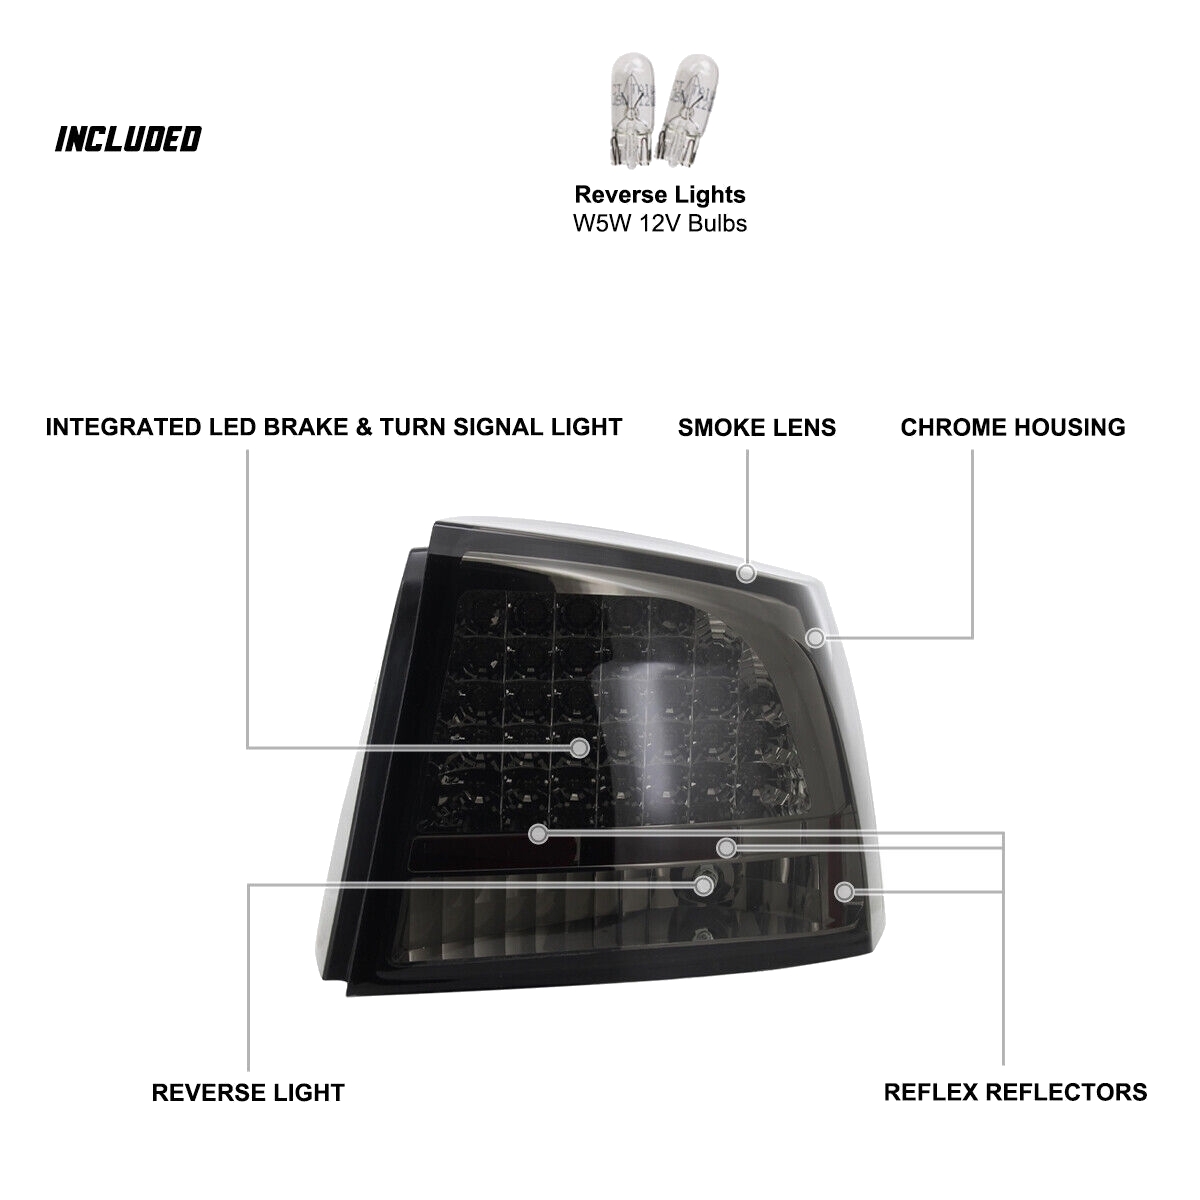 INCLUDED
Reverse Lights
W5W 12V Bulbs
INTEGRATED LED BRAKE & TURN SIGNAL LIGHT
SMOKE LENS
CHROME HOUSING
REVERSE LIGHT
REFLEX REFLECTORS